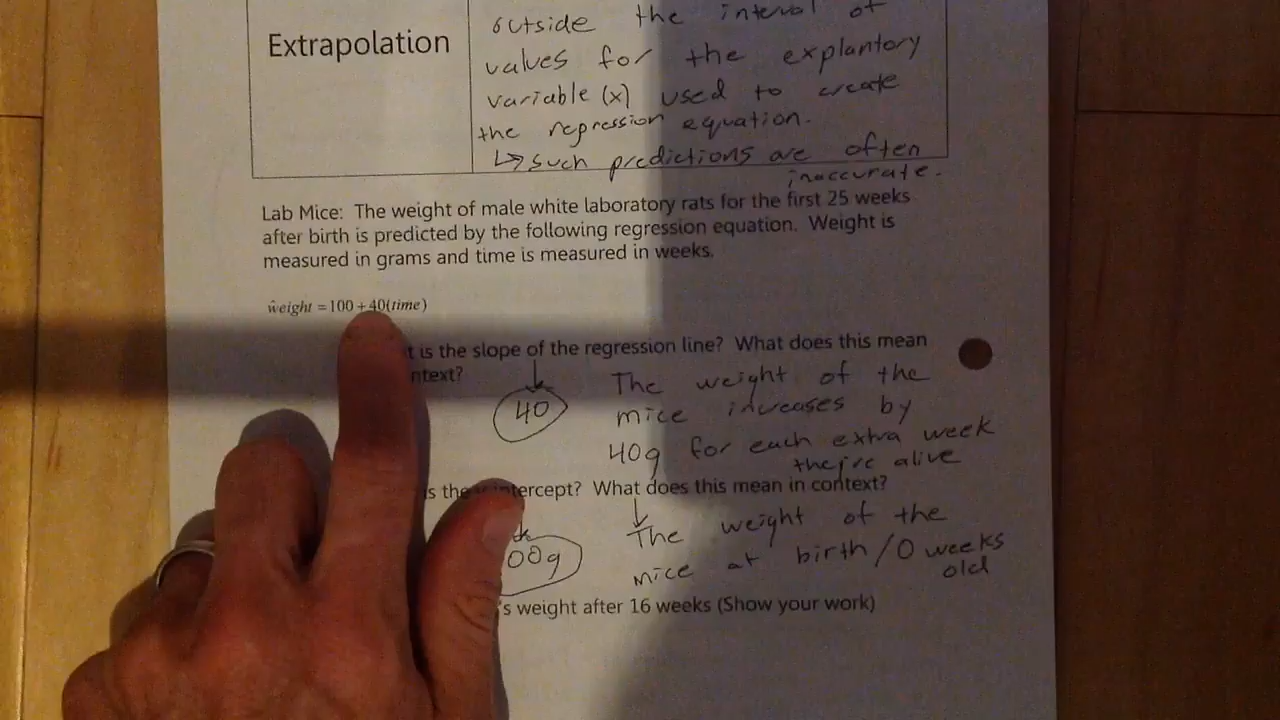 Extrapolation
outside the interval of
values for the explantory
variable (x) used to create
the regression equation.
↳ such predictions are often
inaccurate.
Lab Mice: The weight of male white laboratory rats for the first 25 weeks
after birth is predicted by the following regression equation. Weight is
measured in grams and time is measured in weeks.
ŵeight = 100 + 40(time)
is the slope of the regression line? What does this mean
40
The weight of the
mice increases by
40g for each extra week
they're alive
is the intercept? What does this mean in context?
00g
The weight of the
mice at birth / 0 weeks
old
's weight after 16 weeks (Show your work)